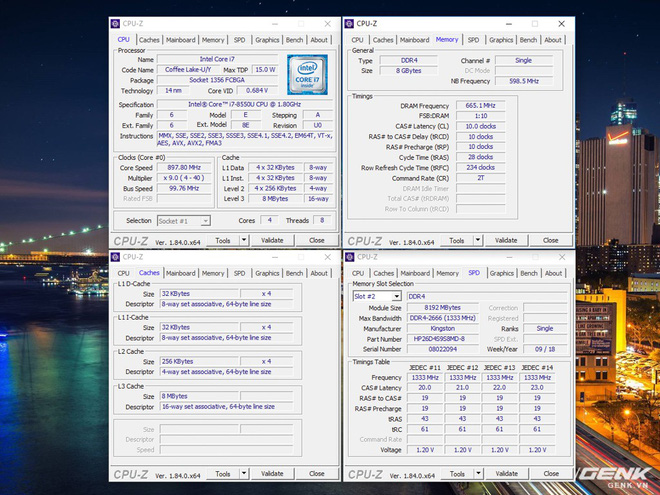 CPU-Z
CPU Caches Mainboard Memory SPD Graphics Bench About
Processor
Name Intel Core i7
Code Name Coffee Lake-U/Y Max TDP 15.0 W
Package Socket 1356 FCBGA
Technology 14 nm Core VID 0.684 V
intel
CORE i7
inside
Specification Intel® Core™ i7-8550U CPU @ 1.80GHz
Family 6 Model E Stepping A
Ext. Family 6 Ext. Model 8E Revision U0
Instructions MMX, SSE, SSE2, SSE3, SSSE3, SSE4.1, SSE4.2, EM64T, VT-x,
AES, AVX, AVX2, FMA3
Clocks (Core #0)
Core Speed 897.80 MHz
Multiplier x 9.0 ( 4 - 40 )
Bus Speed 99.76 MHz
Rated FSB
Cache
L1 Data 4 x 32 KBytes 8-way
L1 Inst. 4 x 32 KBytes 8-way
Level 2 4 x 256 KBytes 4-way
Level 3 8 MBytes 16-way
Selection Socket #1 Cores 4 Threads 8
CPU-Z Ver. 1.84.0.x64 Tools Validate Close
CPU-Z
CPU Caches Mainboard Memory SPD Graphics Bench About
General
Type DDR4 Channel # Single
Size 8 GBytes DC Mode
NB Frequency 598.5 MHz
Timings
DRAM Frequency 665.1 MHz
FSB:DRAM 1:10
CAS# Latency (CL) 10.0 clocks
RAS# to CAS# Delay (tRCD) 10 clocks
RAS# Precharge (tRP) 10 clocks
Cycle Time (tRAS) 28 clocks
Row Refresh Cycle Time (tRFC) 234 clocks
Command Rate (CR) 2T
DRAM Idle Timer
Total CAS# (tRDRAM)
Row To Column (tRCD)
CPU-Z Ver. 1.84.0.x64 Tools Validate Close
CPU-Z
CPU Caches Mainboard Memory SPD Graphics Bench About
L1 D-Cache
Size 32 KBytes x 4
Descriptor 8-way set associative, 64-byte line size
L1 I-Cache
Size 32 KBytes x 4
Descriptor 8-way set associative, 64-byte line size
L2 Cache
Size 256 KBytes x 4
Descriptor 4-way set associative, 64-byte line size
L3 Cache
Size 8 MBytes
Descriptor 16-way set associative, 64-byte line size
Size
Descriptor
Speed
CPU-Z Ver. 1.84.0.x64 Tools Validate Close
CPU-Z
CPU Caches Mainboard Memory SPD Graphics Bench About
Memory Slot Selection
Slot #2 DDR4
Module Size 8192 MBytes Correction
Max Bandwidth DDR4-2666 (1333 MHz) Registered
Manufacturer Kingston Ranks Single
Part Number HP26D4S9S8MD-8 SPD Ext.
Serial Number 08022094 Week/Year 09 / 18
Timings Table
JEDEC #11 JEDEC #12 JEDEC #13 JEDEC #14
Frequency 1333 MHz 1333 MHz 1333 MHz 1333 MHz
CAS# Latency 20.0 21.0 22.0 23.0
RAS# to CAS# 19 19 19 19
RAS# Precharge 19 19 19 19
tRAS 43 43 43 43
tRC 61 61 61 61
Command Rate
Voltage 1.20 V 1.20 V 1.20 V 1.20 V
CPU-Z Ver. 1.84.0.x64 Tools Validate Close
GENK
GENK.VN